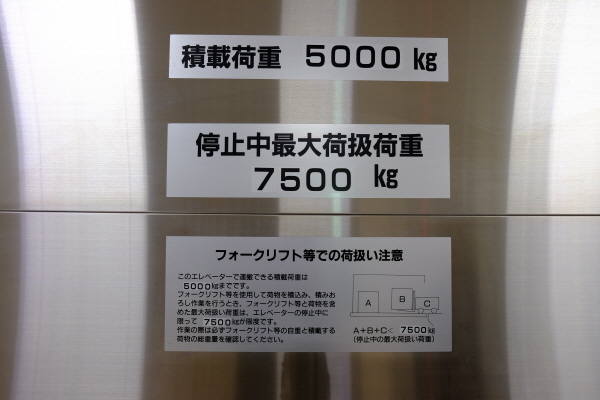 積載荷重 5000 kg
停止中最大荷扱荷重
7500 kg
フォークリフト等での荷扱い注意
このエレベーターで運搬できる積載荷重は
5000kgまでです。
フォークリフト等を使用して荷物を積込み、積みお
ろし作業を行うとき、フォークリフト等と荷物を含
めた最大荷扱い荷重は、エレベーターの停止中に
限って 7500kgが限度です。
作業の際は必ずフォークリフト等の自重と積載する
荷物の総重量を確認してください。
A B C
A+B+C< 7500kg
(停止中の最大荷扱い荷重)